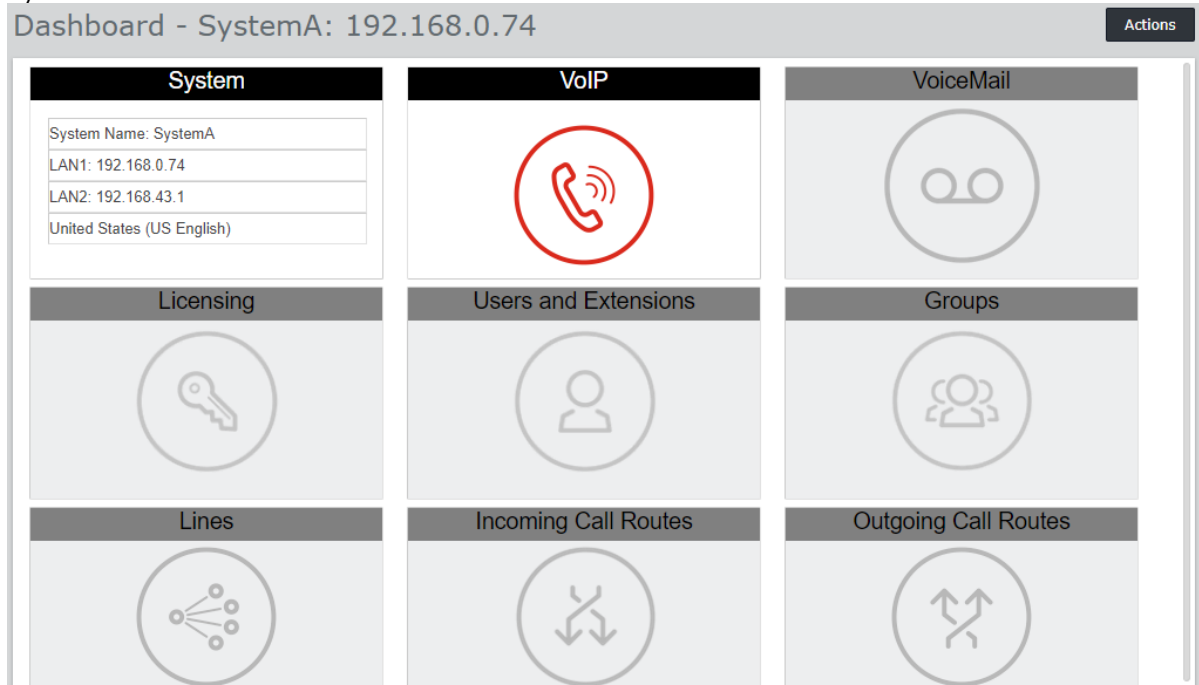 Dashboard - SystemA: 192.168.0.74
Actions
System
VoIP
VoiceMail
System Name: SystemA
LAN1: 192.168.0.74
LAN2: 192.168.43.1
United States (US English)
Licensing
Users and Extensions
Groups
Lines
Incoming Call Routes
Outgoing Call Routes